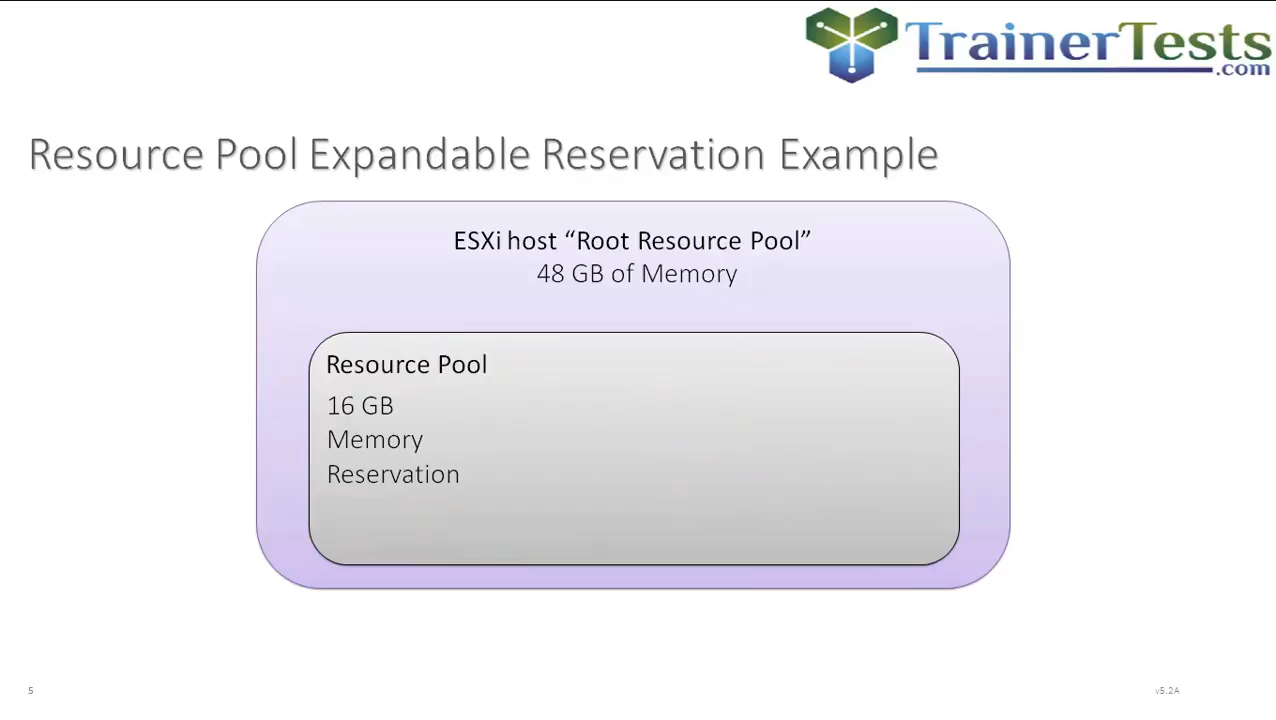 TrainerTests
.com
Resource Pool Expandable Reservation Example
ESXi host “Root Resource Pool”
48 GB of Memory
Resource Pool
16 GB
Memory
Reservation
5
v5.2A